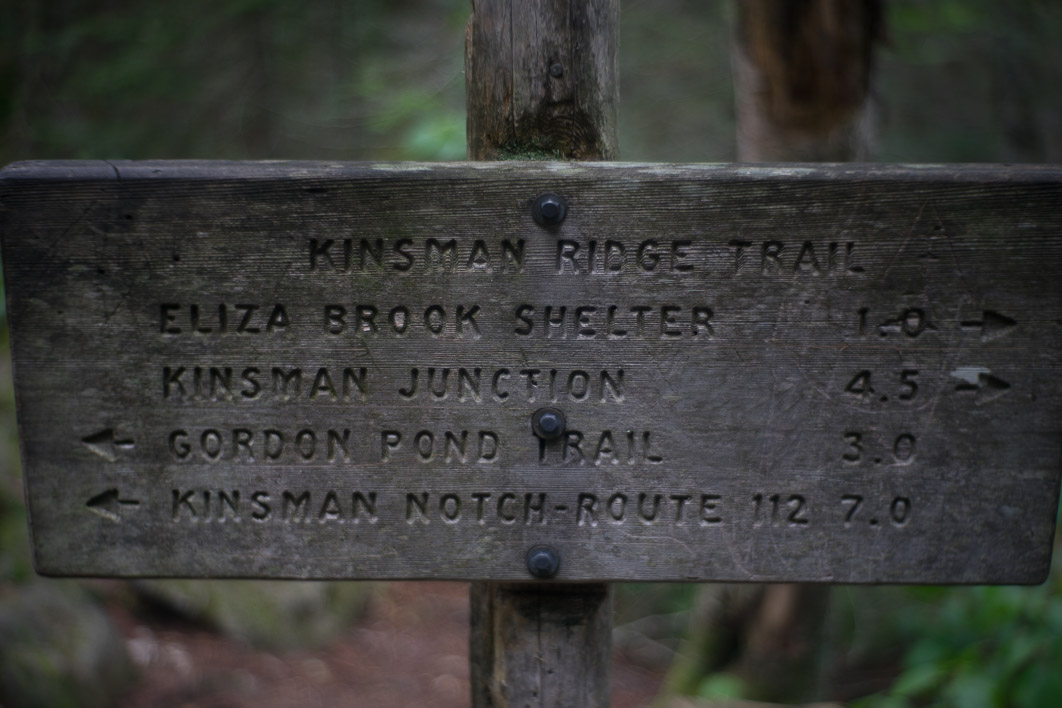 KINSMAN RIDGE TRAIL
ELIZA BROOK SHELTER 1.0 →
KINSMAN JUNCTION 4.5 →
← GORDON POND TRAIL 3.0
← KINSMAN NOTCH-ROUTE 112 7.0